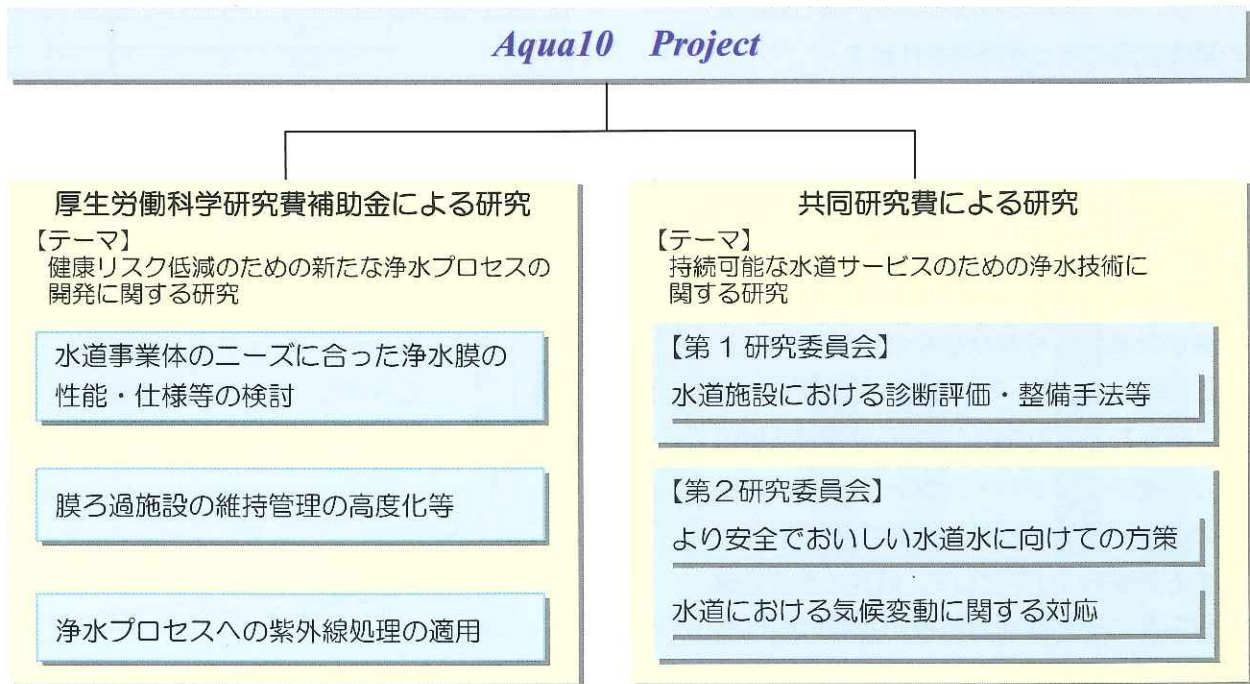 Aqua10 Project
厚生労働科学研究費補助金による研究
【テーマ】
健康リスク低減のための新たな浄水プロセスの
開発に関する研究
水道事業体のニーズに合った浄水膜の
性能・仕様等の検討
膜ろ過施設の維持管理の高度化等
浄水プロセスへの紫外線処理の適用
共同研究費による研究
【テーマ】
持続可能な水道サービスのための浄水技術に
関する研究
【第 1 研究委員会】
水道施設における診断評価・整備手法等
【第2研究委員会】
より安全でおいしい水道水に向けての方策
水道における気候変動に関する対応